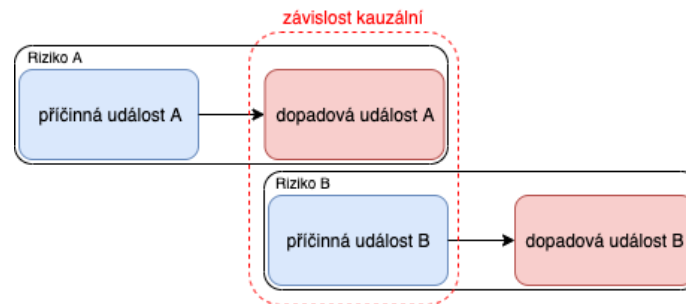 závislost kauzální
Riziko A
příčinná událost A
dopadová událost A
Riziko B
příčinná událost B
dopadová událost B